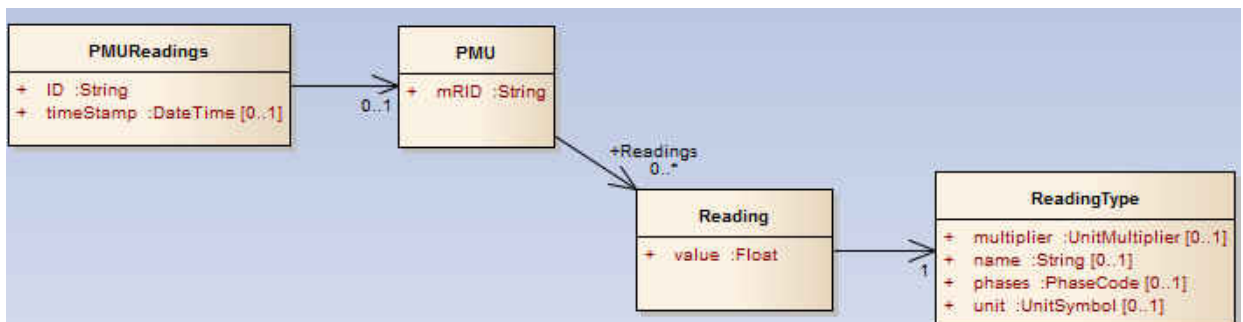 PMUReadings
+ ID :String
+ timeStamp :DateTime [0..1]
0..1
PMU
+ mRID :String
+Readings
0..*
Reading
+ value :Float
1
ReadingType
+ multiplier :UnitMultiplier [0..1]
+ name :String [0..1]
+ phases :PhaseCode [0..1]
+ unit :UnitSymbol [0..1]